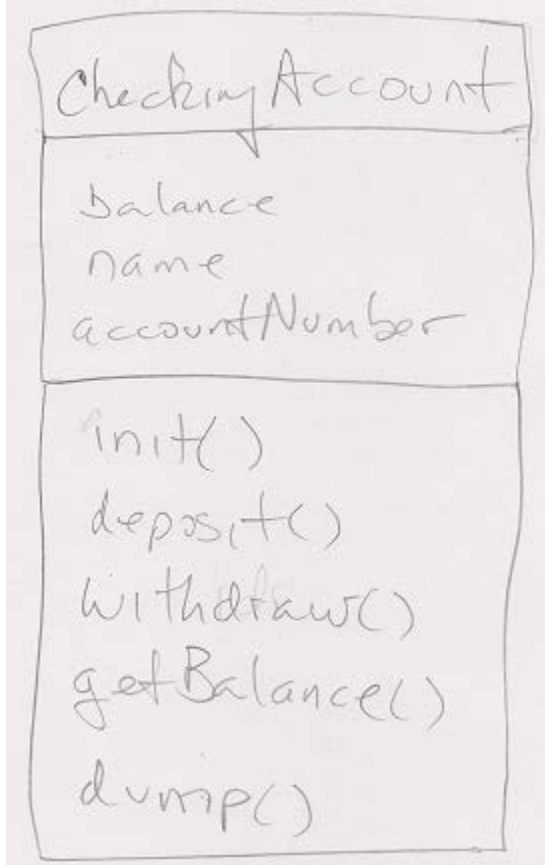 CheckingAccount
balance
name
accountNumber
init()
deposit()
withdraw()
getBalance()
dump()